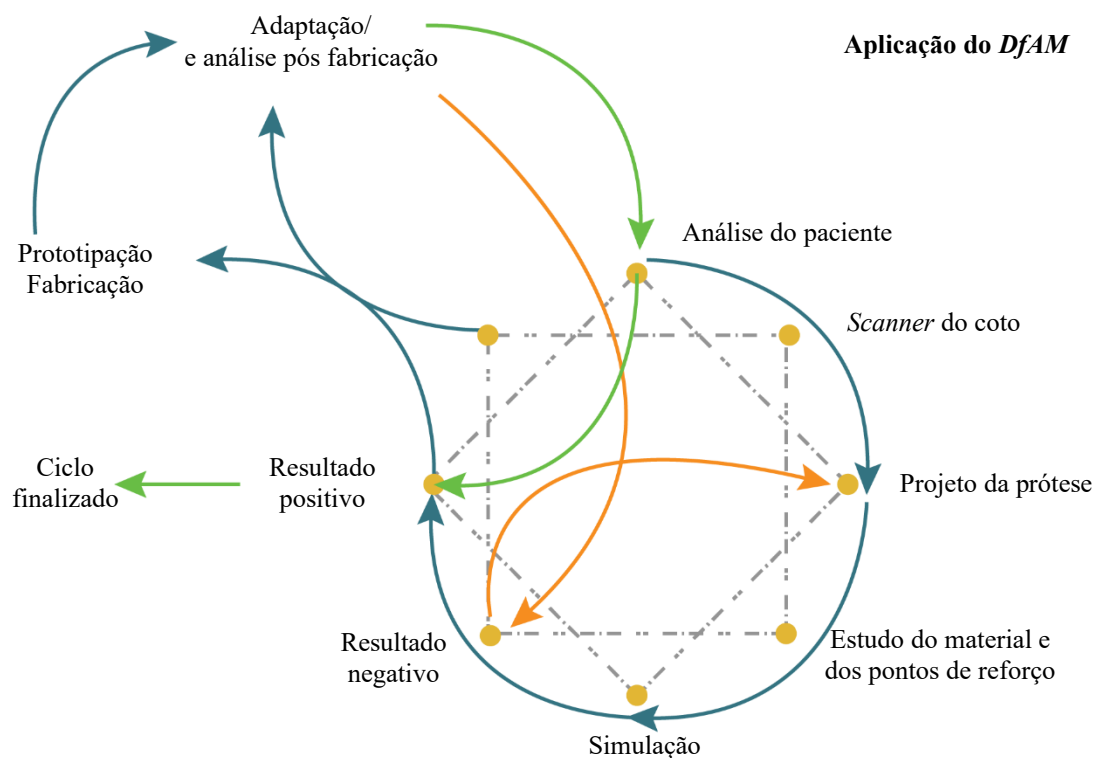 Adaptação/
e análise pós fabricação
Aplicação do DfAM
Análise do paciente
Prototipação
Fabricação
Scanner do coto
Ciclo
finalizado
Resultado
positivo
Projeto da prótese
Resultado
negativo
Estudo do material e
dos pontos de reforço
Simulação